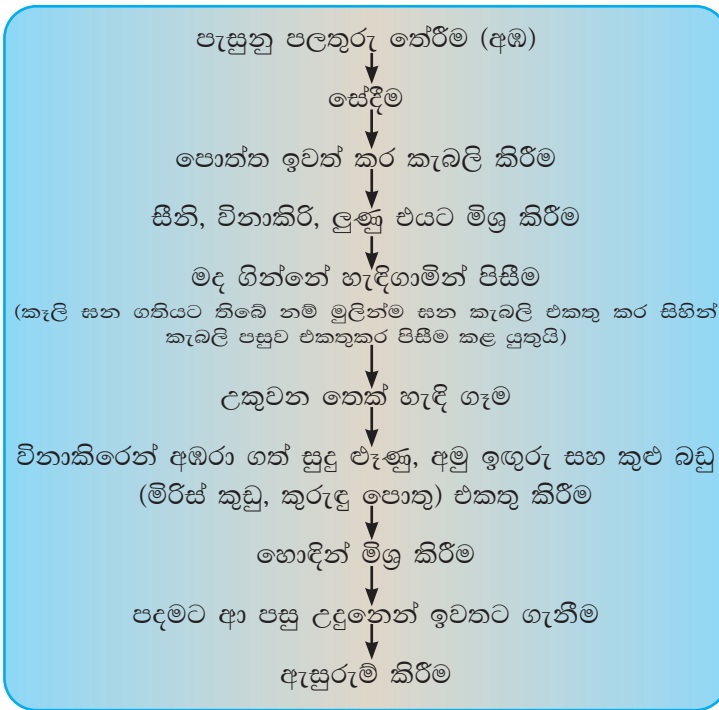 පැසුනු පලතුරු තේරීම (අඹ)
සේදීම
පොත්ත ඉවත් කර කැබලි කිරීම
සීනි, විනාකිරි, ලුණු එයට මිශ්‍ර කිරීම
මද ගින්නේ හැඳිගාමින් පිසීම
(කෑලි ඝන ගතියට තිබේ නම් මුලින්ම ඝන කැබලි එකතු කර සිහින්
කැබලි පසුව එකතුකර පිසීම කළ යුතුයි)
උකුවන තෙක් හැඳි ගෑම
විනාකිරෙන් අඹරා ගත් සුදු ළූණු, අමු ඉඟුරු සහ කුළු බඩු
(මිරිස් කුඩු, කුරුඳු පොතු) එකතු කිරීම
හොඳින් මිශ්‍ර කිරීම
පදමට ආ පසු උදුනෙන් ඉවතට ගැනීම
ඇසුරුම් කිරීම